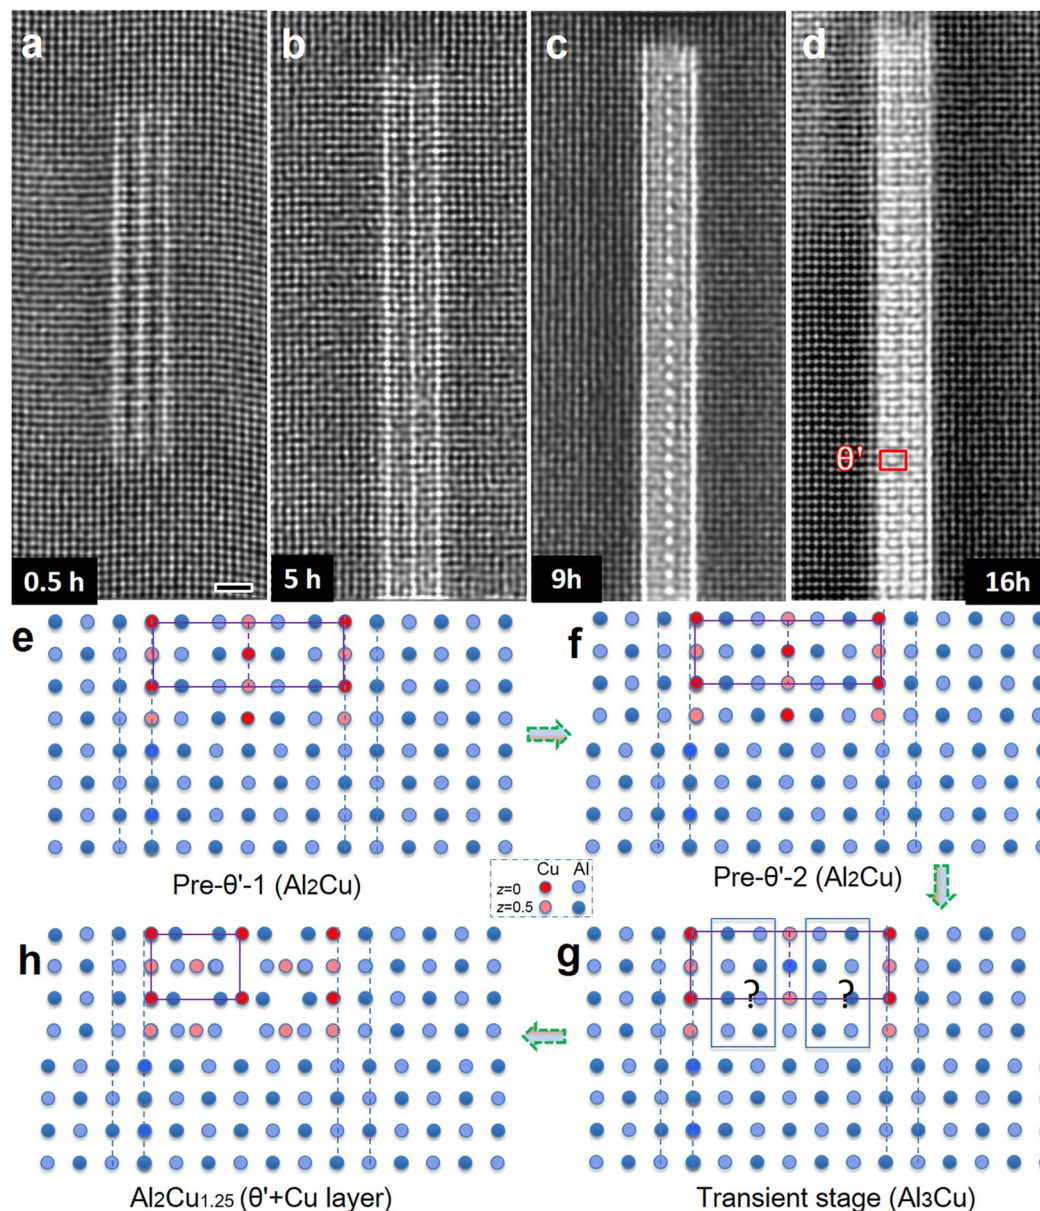 a
b
c
d
θ'
0.5 h
5 h
9h
16h
e
f
Pre-θ'-1 (Al₂Cu)
Pre-θ'-2 (Al₂Cu)
Cu Al
z=0
z=0.5
h
g
? ?
Al₂Cu₁.₂₅ (θ'+Cu layer)
Transient stage (Al₃Cu)